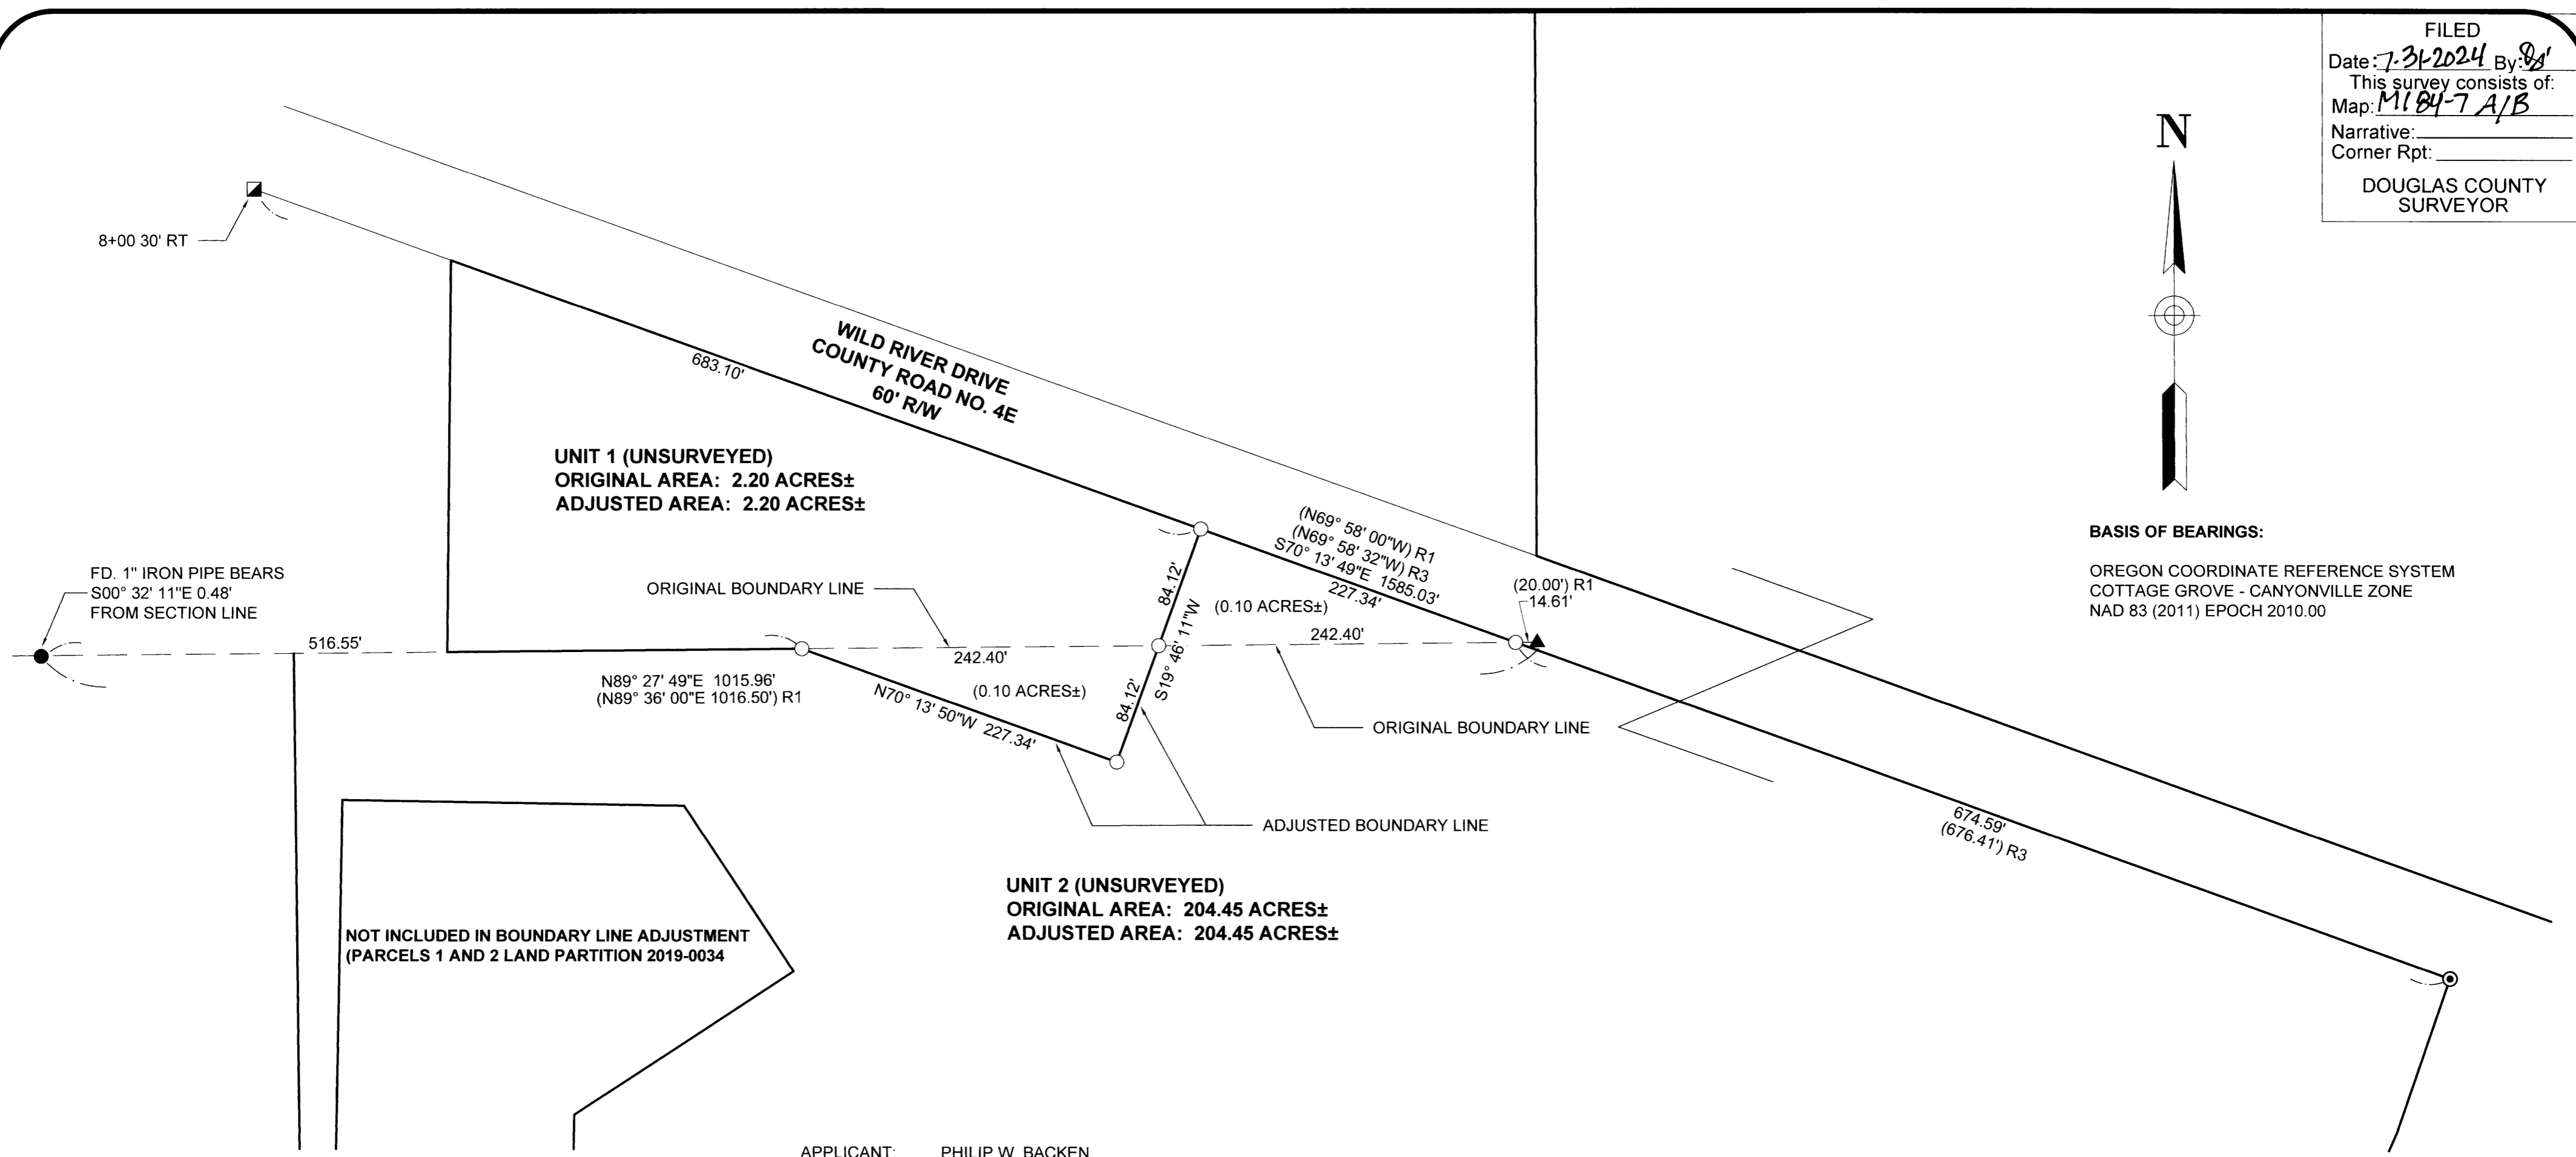 FILED
Date: 7-31-2024 By:
This survey consists of:
Map: M184-7 A/B
Narrative:
Corner Rpt:
DOUGLAS COUNTY
SURVEYOR
N
8+00 30' RT
WILD RIVER DRIVE
COUNTY ROAD NO. 4E
60' R/W
683.10'
UNIT 1 (UNSURVEYED)
ORIGINAL AREA: 2.20 ACRES±
ADJUSTED AREA: 2.20 ACRES±
(N69° 58' 00"W) R1
(N69° 58' 32"W) R3
S70° 13' 49"E 1585.03'
227.34'
BASIS OF BEARINGS:
OREGON COORDINATE REFERENCE SYSTEM
COTTAGE GROVE - CANYONVILLE ZONE
NAD 83 (2011) EPOCH 2010.00
FD. 1" IRON PIPE BEARS
S00° 32' 11"E 0.48'
FROM SECTION LINE
ORIGINAL BOUNDARY LINE
84.12'
(0.10 ACRES±)
(20.00') R1
14.61'
516.55'
242.40'
242.40'
S19° 46' 11"W
N89° 27' 49"E 1015.96'
(N89° 36' 00"E 1016.50') R1
(0.10 ACRES±)
84.12'
N70° 13' 50"W 227.34'
ORIGINAL BOUNDARY LINE
ADJUSTED BOUNDARY LINE
674.59'
(676.41') R3
UNIT 2 (UNSURVEYED)
ORIGINAL AREA: 204.45 ACRES±
ADJUSTED AREA: 204.45 ACRES±
NOT INCLUDED IN BOUNDARY LINE ADJUSTMENT
(PARCELS 1 AND 2 LAND PARTITION 2019-0034
APPLICANT: PHILIP W. BACKEN